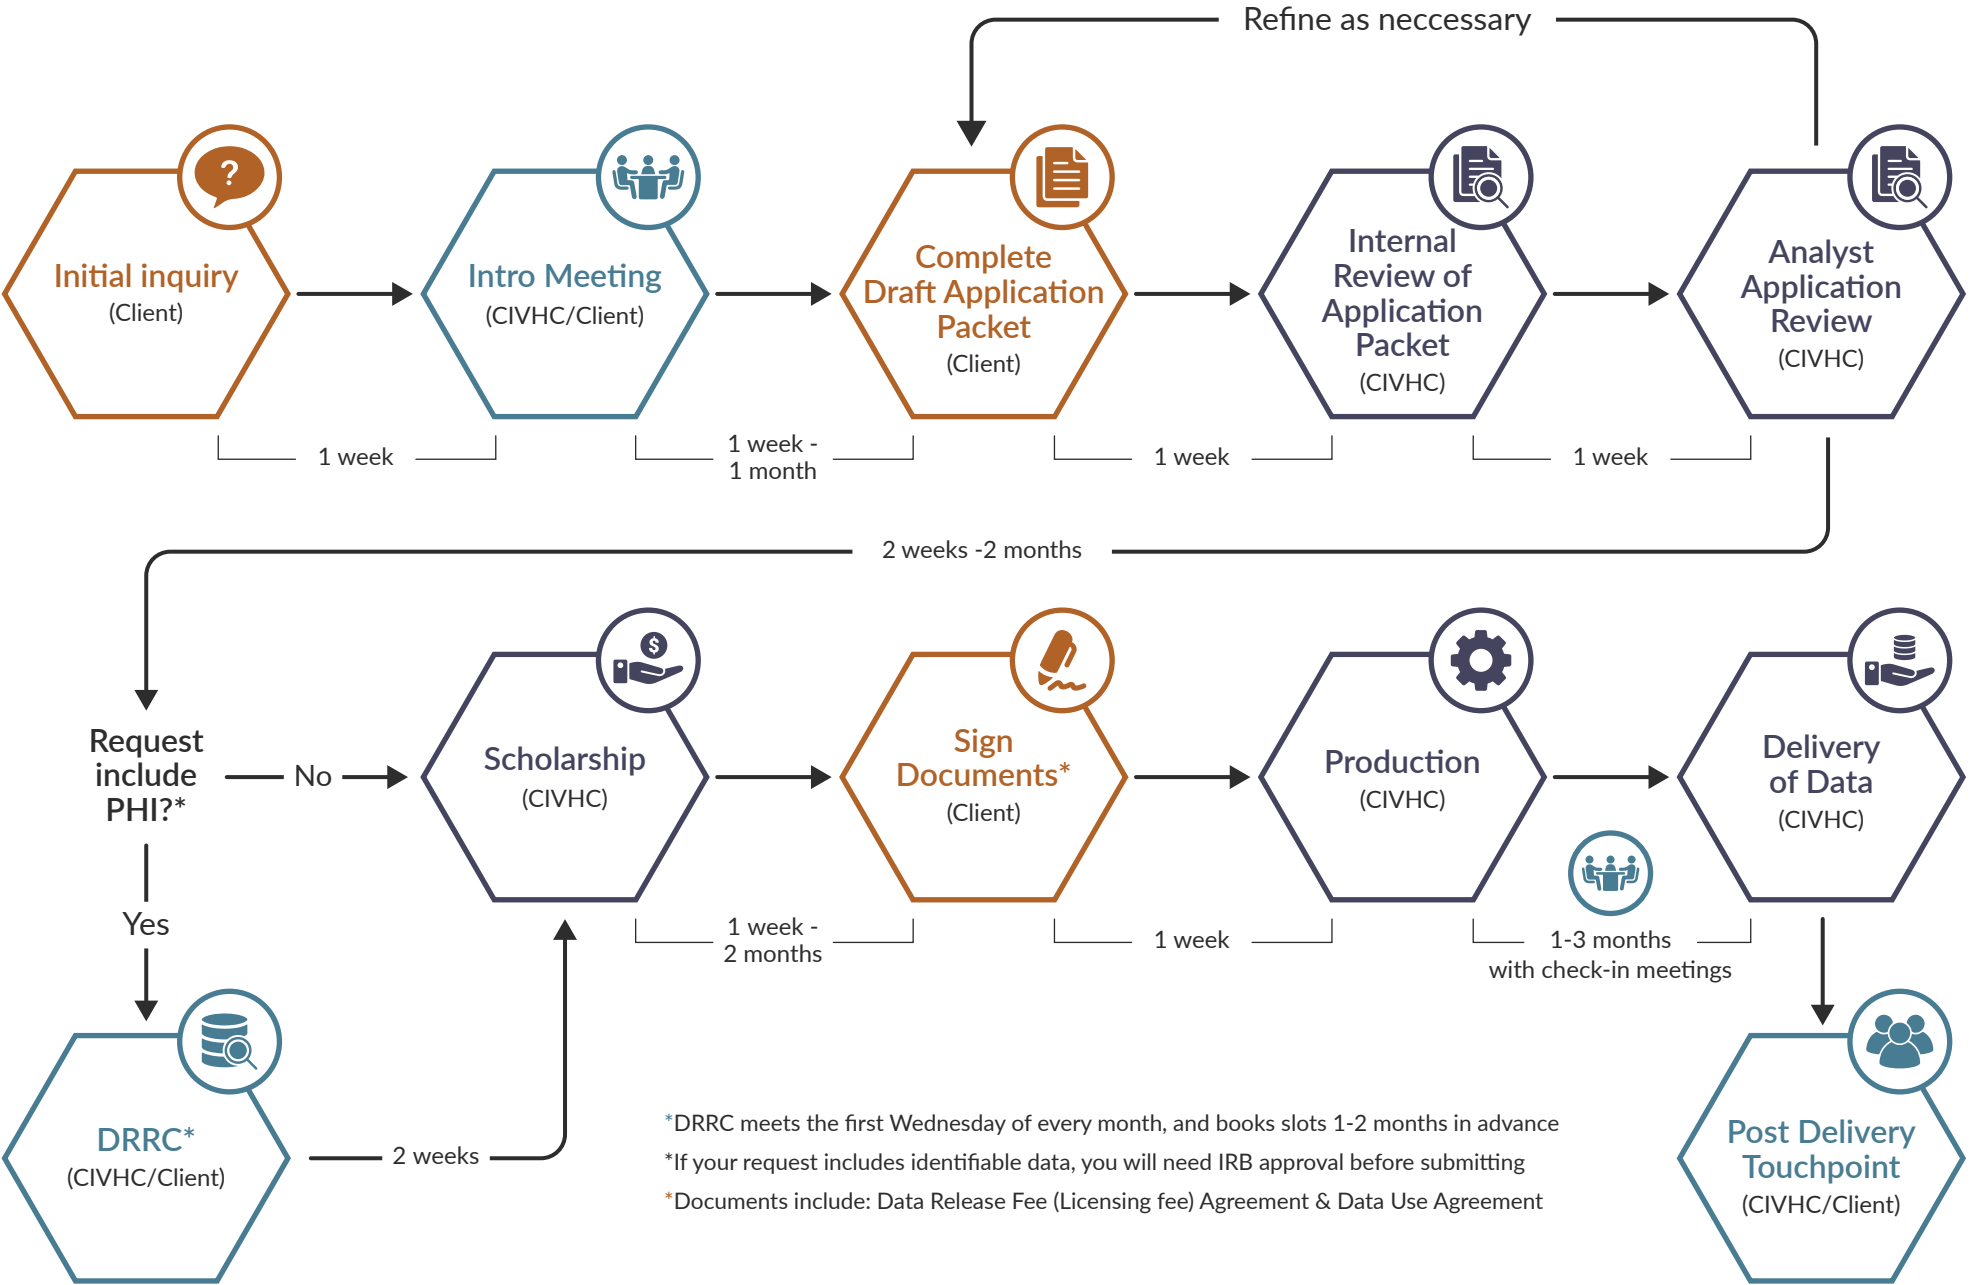 Refine as neccessary
?
Initial inquiry
(Client)
Intro Meeting
(CIVHC/Client)
Complete
Draft Application
Packet
(Client)
Internal
Review of
Application
Packet
(CIVHC)
Analyst
Application
Review
(CIVHC)
1 week
1 week -
1 month
1 week
1 week
2 weeks -2 months
Request
include
PHI?*
No
$
Scholarship
(CIVHC)
Sign
Documents*
(Client)
Production
(CIVHC)
Delivery
of Data
(CIVHC)
Yes
1 week -
2 months
1 week
1-3 months
with check-in meetings
DRRC*
(CIVHC/Client)
2 weeks
Post Delivery
Touchpoint
(CIVHC/Client)
*DRRC meets the first Wednesday of every month, and books slots 1-2 months in advance
*If your request includes identifiable data, you will need IRB approval before submitting
*Documents include: Data Release Fee (Licensing fee) Agreement & Data Use Agreement